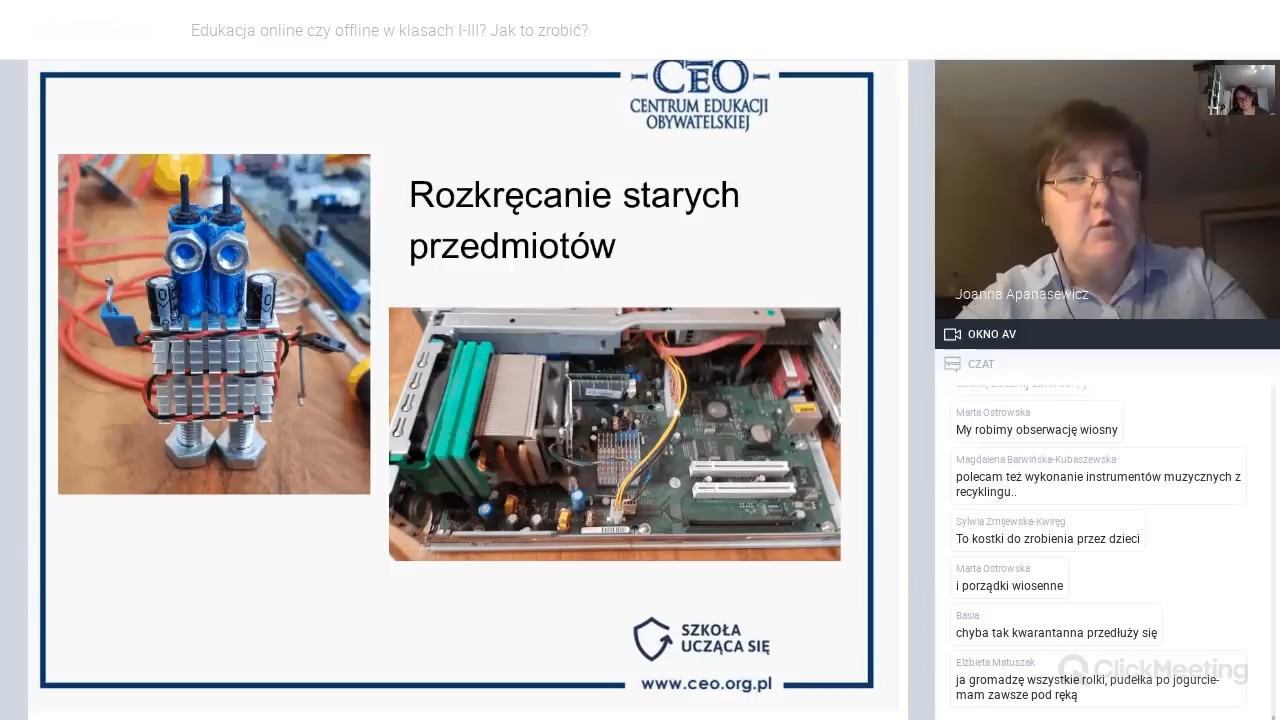 Edukacja online czy offline w klasach I-III? Jak to zrobić?
CEO
CENTRUM EDUKACJI
OBYWATELSKIEJ
Rozkręcanie starych
przedmiotów
SZKOŁA
UCZĄCA SIĘ
www.ceo.org.pl
Joanna Apanasewicz
OKNO AV
CZAT
Marta Ostrowska
My robimy obserwację wiosny
Magdalena Barwińska-Kubaszewska
polecam też wykonanie instrumentów muzycznych z
recyklingu..
Sylwia Żmijewska-Kwiręg
To kostki do zrobienia przez dzieci
Marta Ostrowska
i porządki wiosenne
Basia
chyba tak kwarantanna przedłuży się
Elżbieta Matuszak
ja gromadzę wszystkie rolki, pudełka po jogurcie-
mam zawsze pod ręką
ClickMeeting